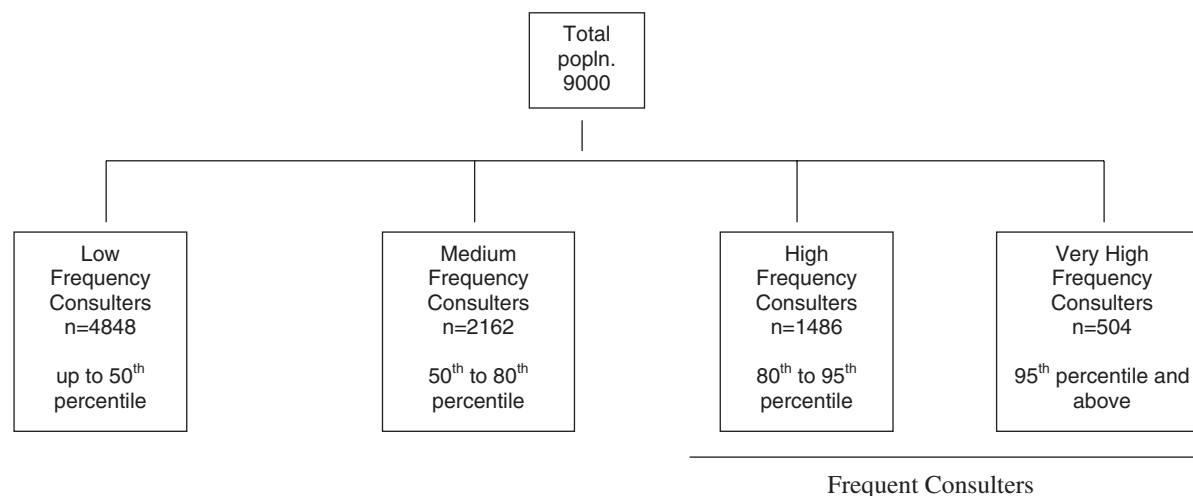 Total
popln.
9000
Low
Frequency
Consulters
n=4848
up to 50th
percentile
Medium
Frequency
Consulters
n=2162
50th to 80th
percentile
High
Frequency
Consulters
n=1486
80th to 95th
percentile
Very High
Frequency
Consulters
n=504
95th percentile and
above
Frequent Consulters